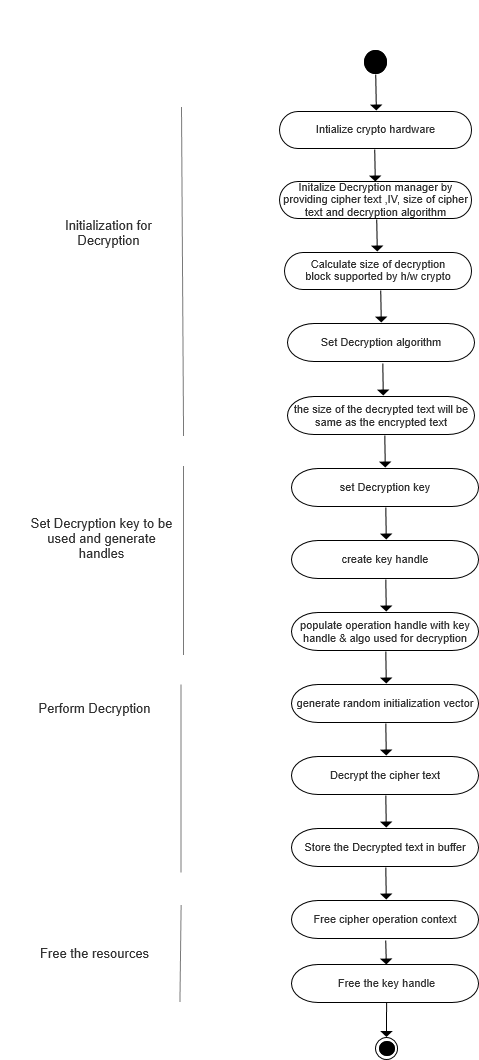 Intialize crypto hardware
Initalize Decryption manager by
providing cipher text ,IV, size of cipher
text and decryption algorithm
Initialization for
Decryption
Calculate size of decryption
block supported by h/w crypto
Set Decryption algorithm
the size of the decrypted text will be
same as the encrypted text
set Decryption key
Set Decryption key to be
used and generate
handles
create key handle
populate operation handle with key
handle & algo used for decryption
generate random initialization vector
Perform Decryption
Decrypt the cipher text
Store the Decrypted text in buffer
Free cipher operation context
Free the resources
Free the key handle